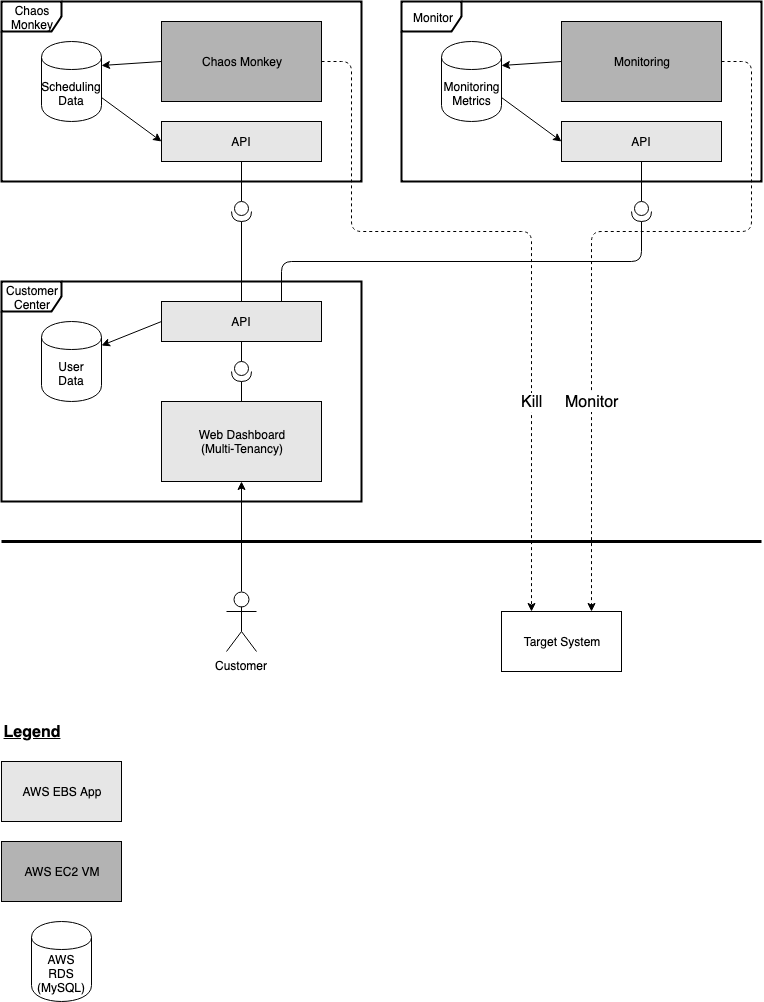 Chaos
Monkey
Chaos Monkey
Scheduling
Data
API
Monitor
Monitoring
Monitoring
Metrics
API
Customer
Center
API
User
Data
Web Dashboard
(Multi-Tenancy)
Kill
Monitor
Customer
Target System
Legend
AWS EBS App
AWS EC2 VM
AWS
RDS
(MySQL)